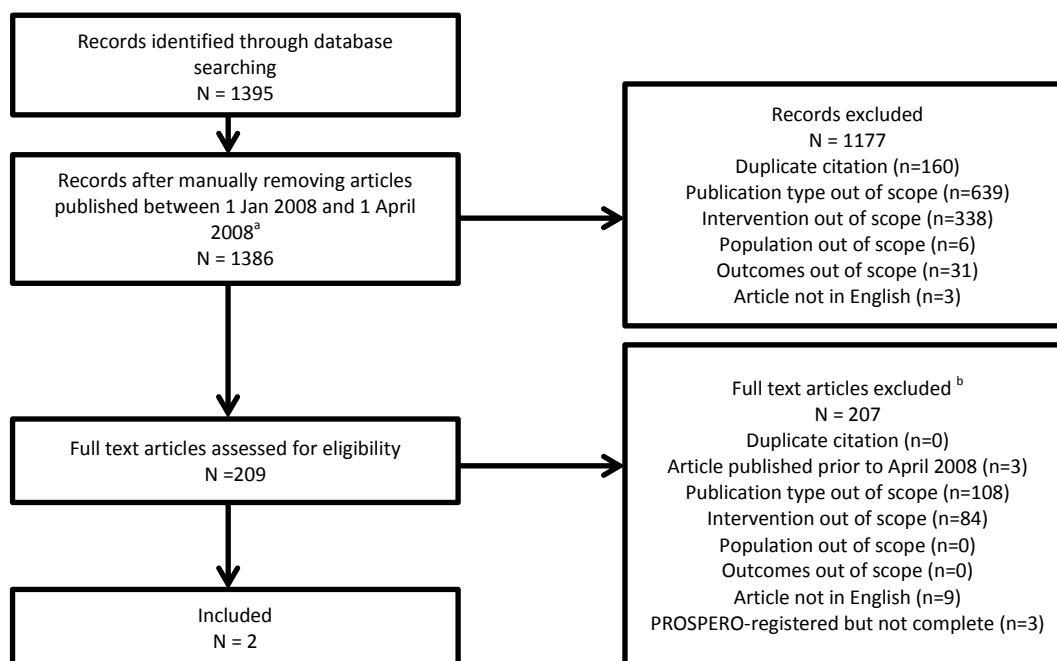 Records identified through database
searching
N = 1395
Records after manually removing articles
published between 1 Jan 2008 and 1 April
2008a
N = 1386
Records excluded
N = 1177
Duplicate citation (n=160)
Publication type out of scope (n=639)
Intervention out of scope (n=338)
Population out of scope (n=6)
Outcomes out of scope (n=31)
Article not in English (n=3)
Full text articles assessed for eligibility
N =209
Full text articles excluded b
N = 207
Duplicate citation (n=0)
Article published prior to April 2008 (n=3)
Publication type out of scope (n=108)
Intervention out of scope (n=84)
Population out of scope (n=0)
Outcomes out of scope (n=0)
Article not in English (n=9)
PROSPERO-registered but not complete (n=3)
Included
N = 2